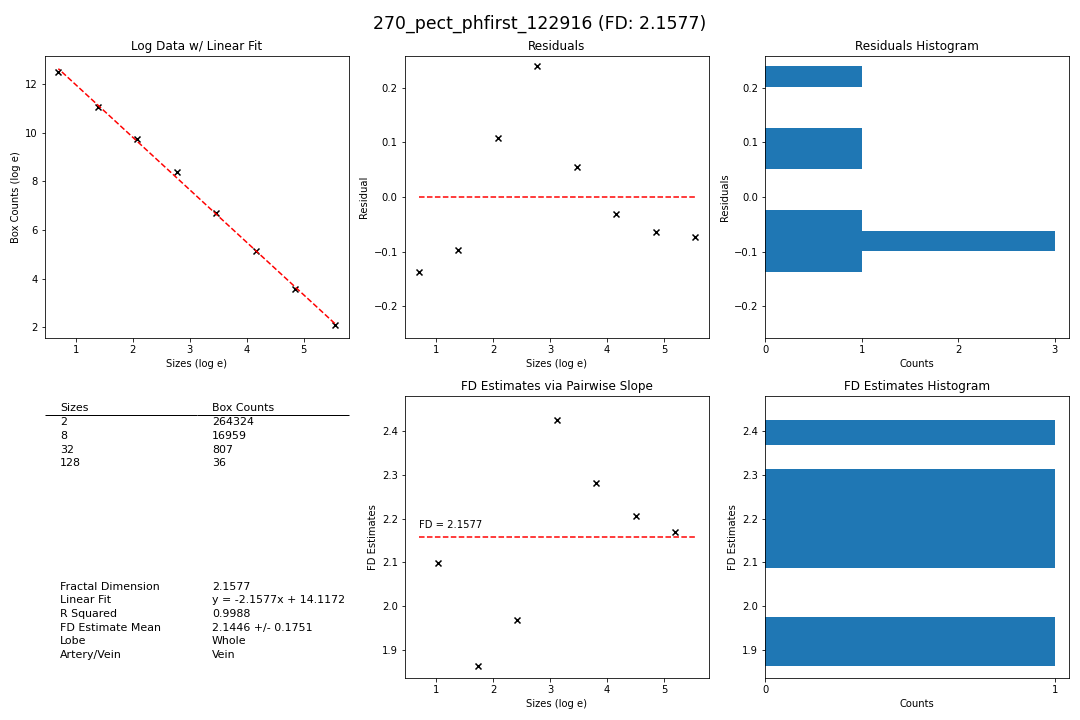 270_pect_phfirst_122916 (FD: 2.1577)
Log Data w/ Linear Fit
Box Counts (log e)
12
10
8
6
4
2
1 2 3 4 5
Sizes (log e)
Residuals
Residual
0.2
0.1
0.0
−0.1
−0.2
1 2 3 4 5
Sizes (log e)
Residuals Histogram
Residuals
0.2
0.1
0.0
−0.1
−0.2
0 1 2 3
Counts
Sizes Box Counts
2 264324
8 16959
32 807
128 36
Fractal Dimension 2.1577
Linear Fit y = -2.1577x + 14.1172
R Squared 0.9988
FD Estimate Mean 2.1446 +/- 0.1751
Lobe Whole
Artery/Vein Vein
FD Estimates via Pairwise Slope
FD Estimates
2.4
2.3
2.2
2.1
2.0
1.9
FD = 2.1577
1 2 3 4 5
Sizes (log e)
FD Estimates Histogram
FD Estimates
2.4
2.3
2.2
2.1
2.0
1.9
0 1
Counts